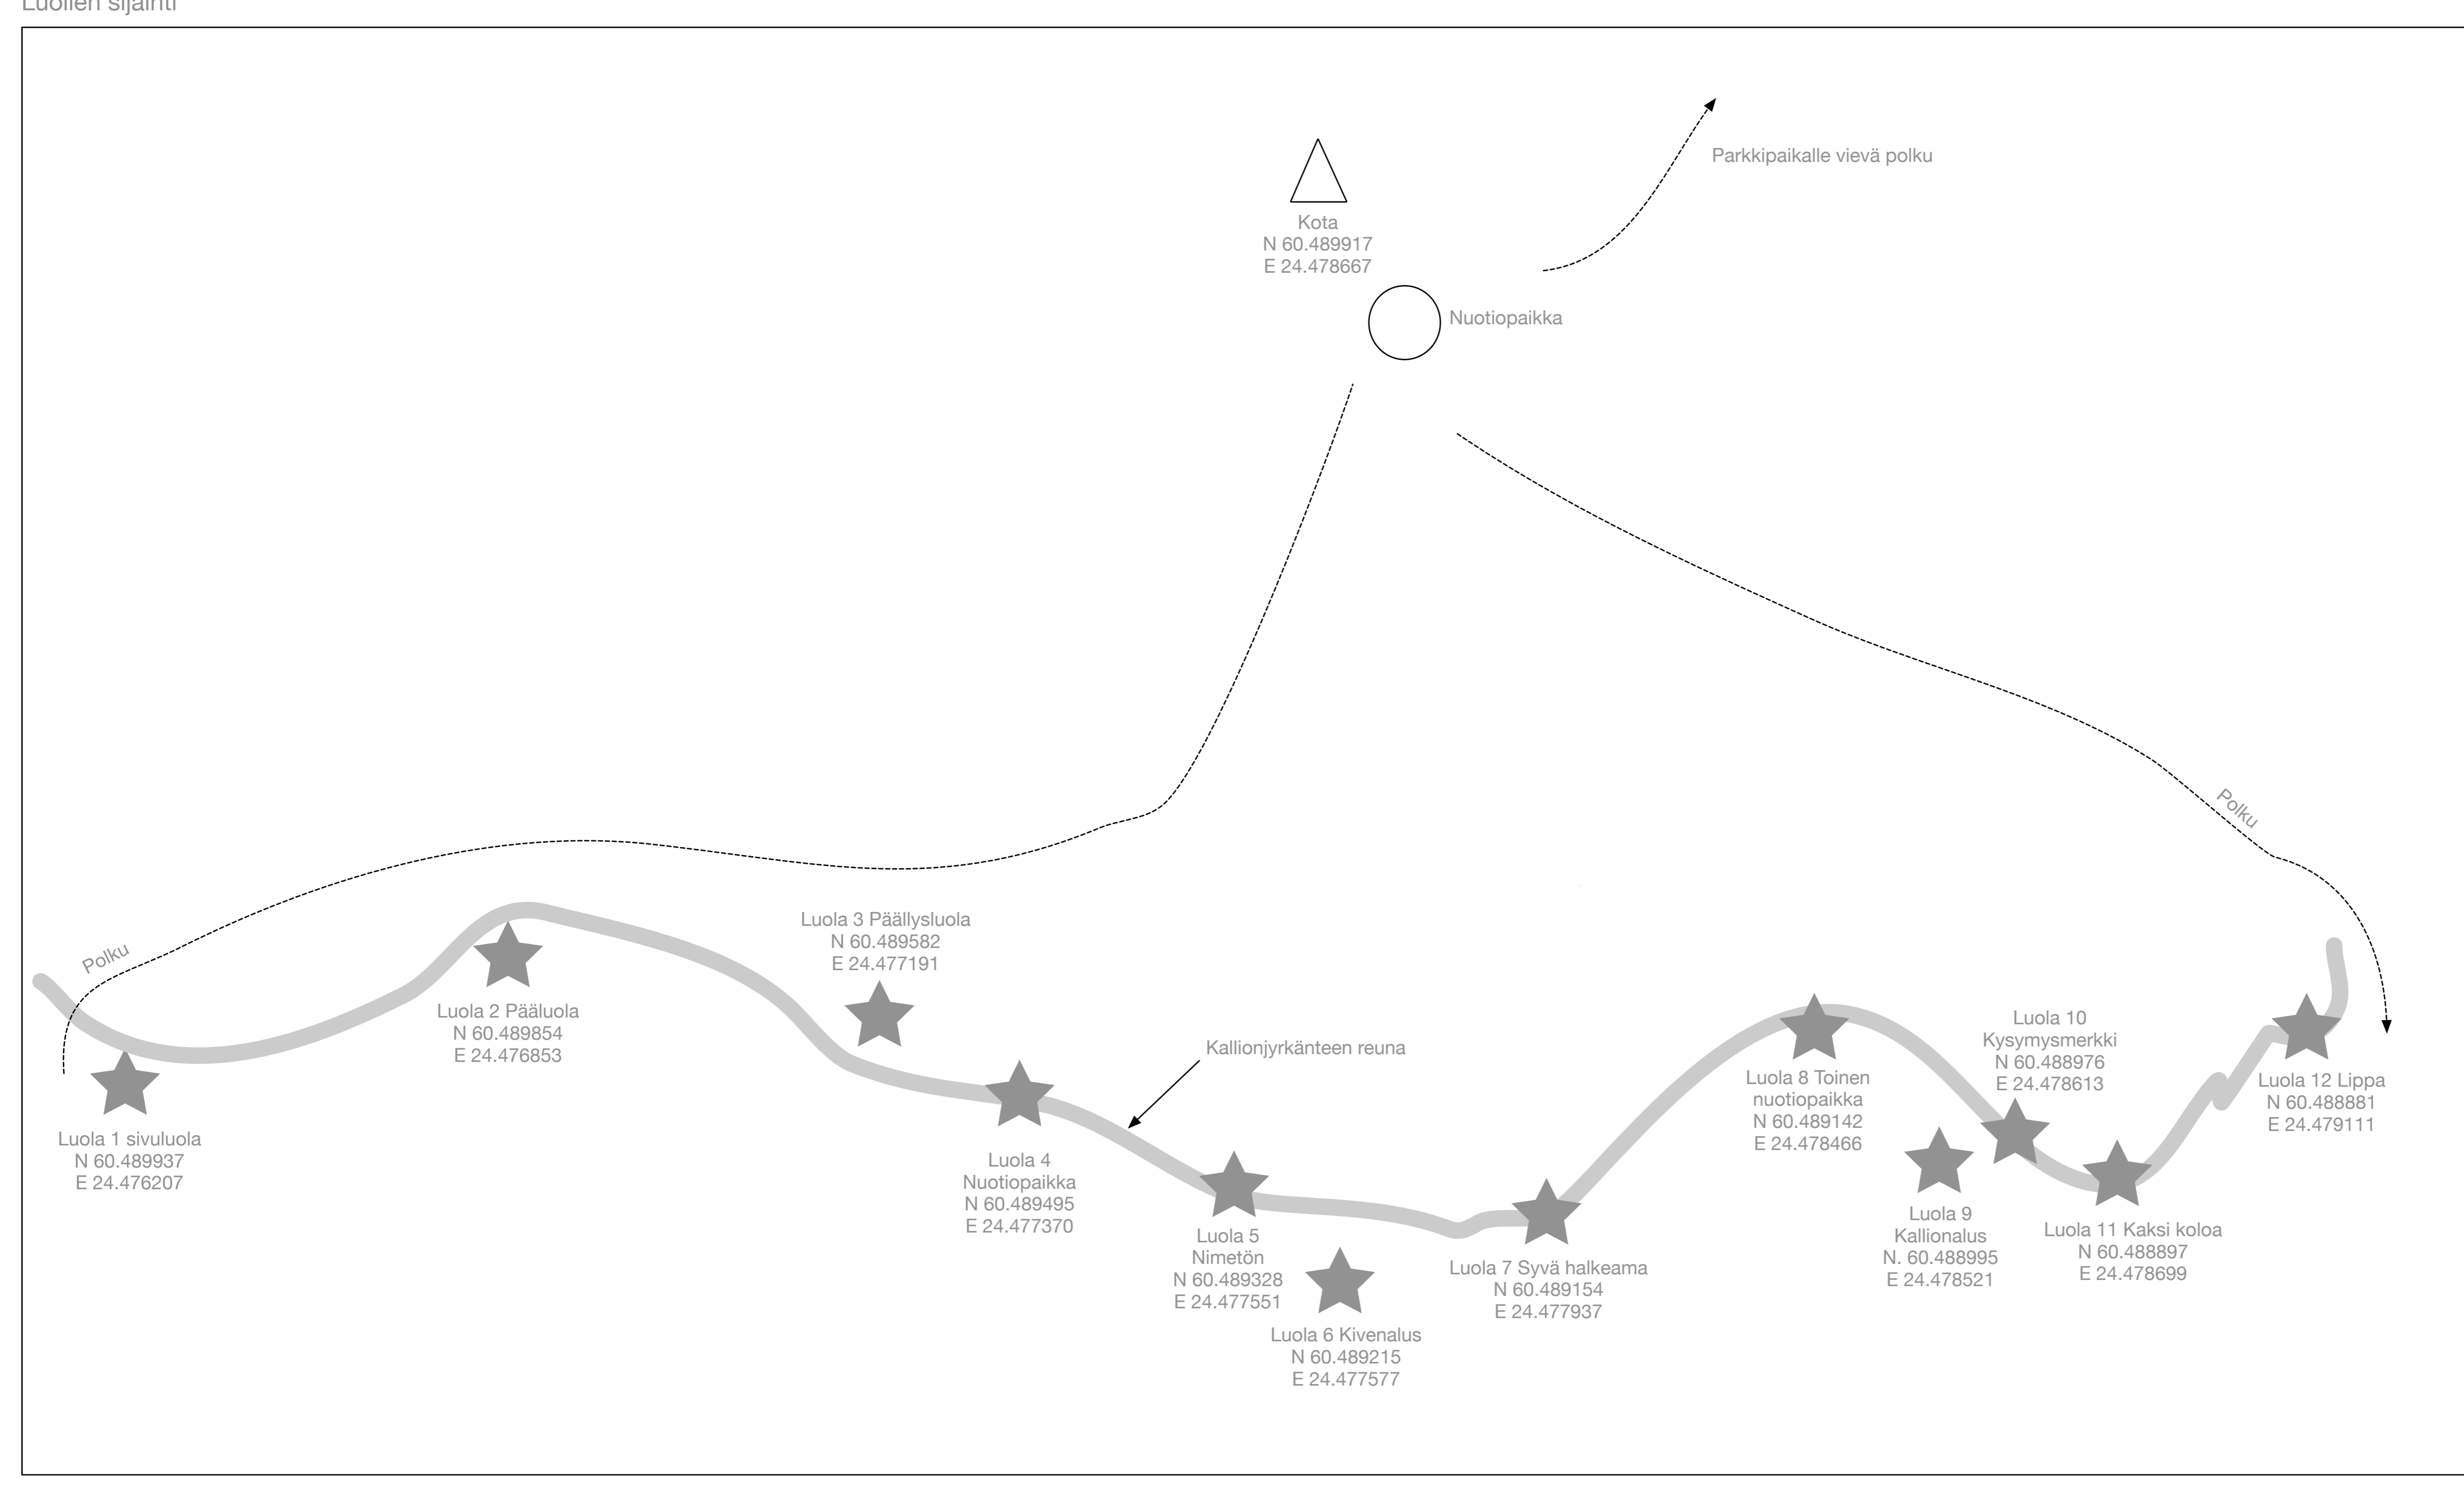 Luolien sijainti
Parkkipaikalle vievä polku
Kota
N 60.489917
E 24.478667
Nuotiopaikka
Polku
Polku
Luola 1 sivuluola
N 60.489937
E 24.476207
Luola 2 Pääluola
N 60.489854
E 24.476853
Luola 3 Päällysluola
N 60.489582
E 24.477191
Luola 4
Nuotiopaikka
N 60.489495
E 24.477370
Kallionjyrkänteen reuna
Luola 5
Nimetön
N 60.489328
E 24.477551
Luola 6 Kivenalus
N 60.489215
E 24.477577
Luola 7 Syvä halkeama
N 60.489154
E 24.477937
Luola 8 Toinen
nuotiopaikka
N 60.489142
E 24.478466
Luola 9
Kallionalus
N. 60.488995
E 24.478521
Luola 10
Kysymysmerkki
N 60.488976
E 24.478613
Luola 11 Kaksi koloa
N 60.488897
E 24.478699
Luola 12 Lippa
N 60.488881
E 24.479111